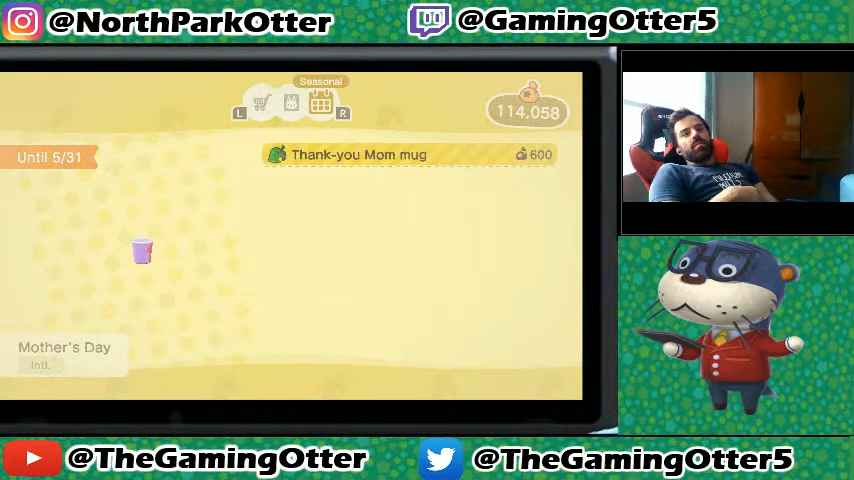 @NorthParkOtter
@GamingOtter5
Seasonal
L
R
114,058
Until 5/31
Thank-you Mom mug
600
Mother's Day
Intl.
@TheGamingOtter
@TheGamingOtter5